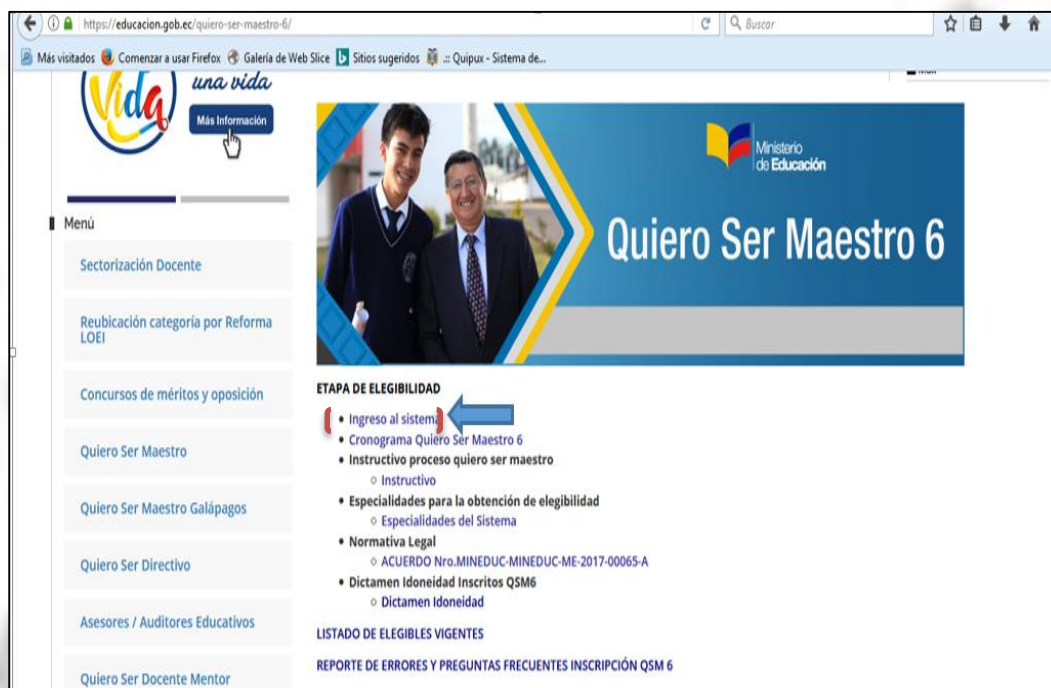 https://educacion.gob.ec/quiero-ser-maestro-6/
Buscar
Más visitados Comenzar a usar Firefox Galería de Web Slice Sitios sugeridos .:: Quipux - Sistema de...
Vida
una vida
Más Información
Menú
Sectorización Docente
Reubicación categoría por Reforma
LOEI
Concursos de méritos y oposición
Quiero Ser Maestro
Quiero Ser Maestro Galápagos
Quiero Ser Directivo
Asesores / Auditores Educativos
Quiero Ser Docente Mentor
Ministerio
de Educación
Quiero Ser Maestro 6
ETAPA DE ELEGIBILIDAD
Ingreso al sistema
Cronograma Quiero Ser Maestro 6
Instructivo proceso quiero ser maestro
Instructivo
Especialidades para la obtención de elegibilidad
Especialidades del Sistema
Normativa Legal
ACUERDO Nro.MINEDUC-MINEDUC-ME-2017-00065-A
Dictamen Idoneidad Inscritos QSM6
Dictamen Idoneidad
LISTADO DE ELEGIBLES VIGENTES
REPORTE DE ERRORES Y PREGUNTAS FRECUENTES INSCRIPCIÓN QSM 6